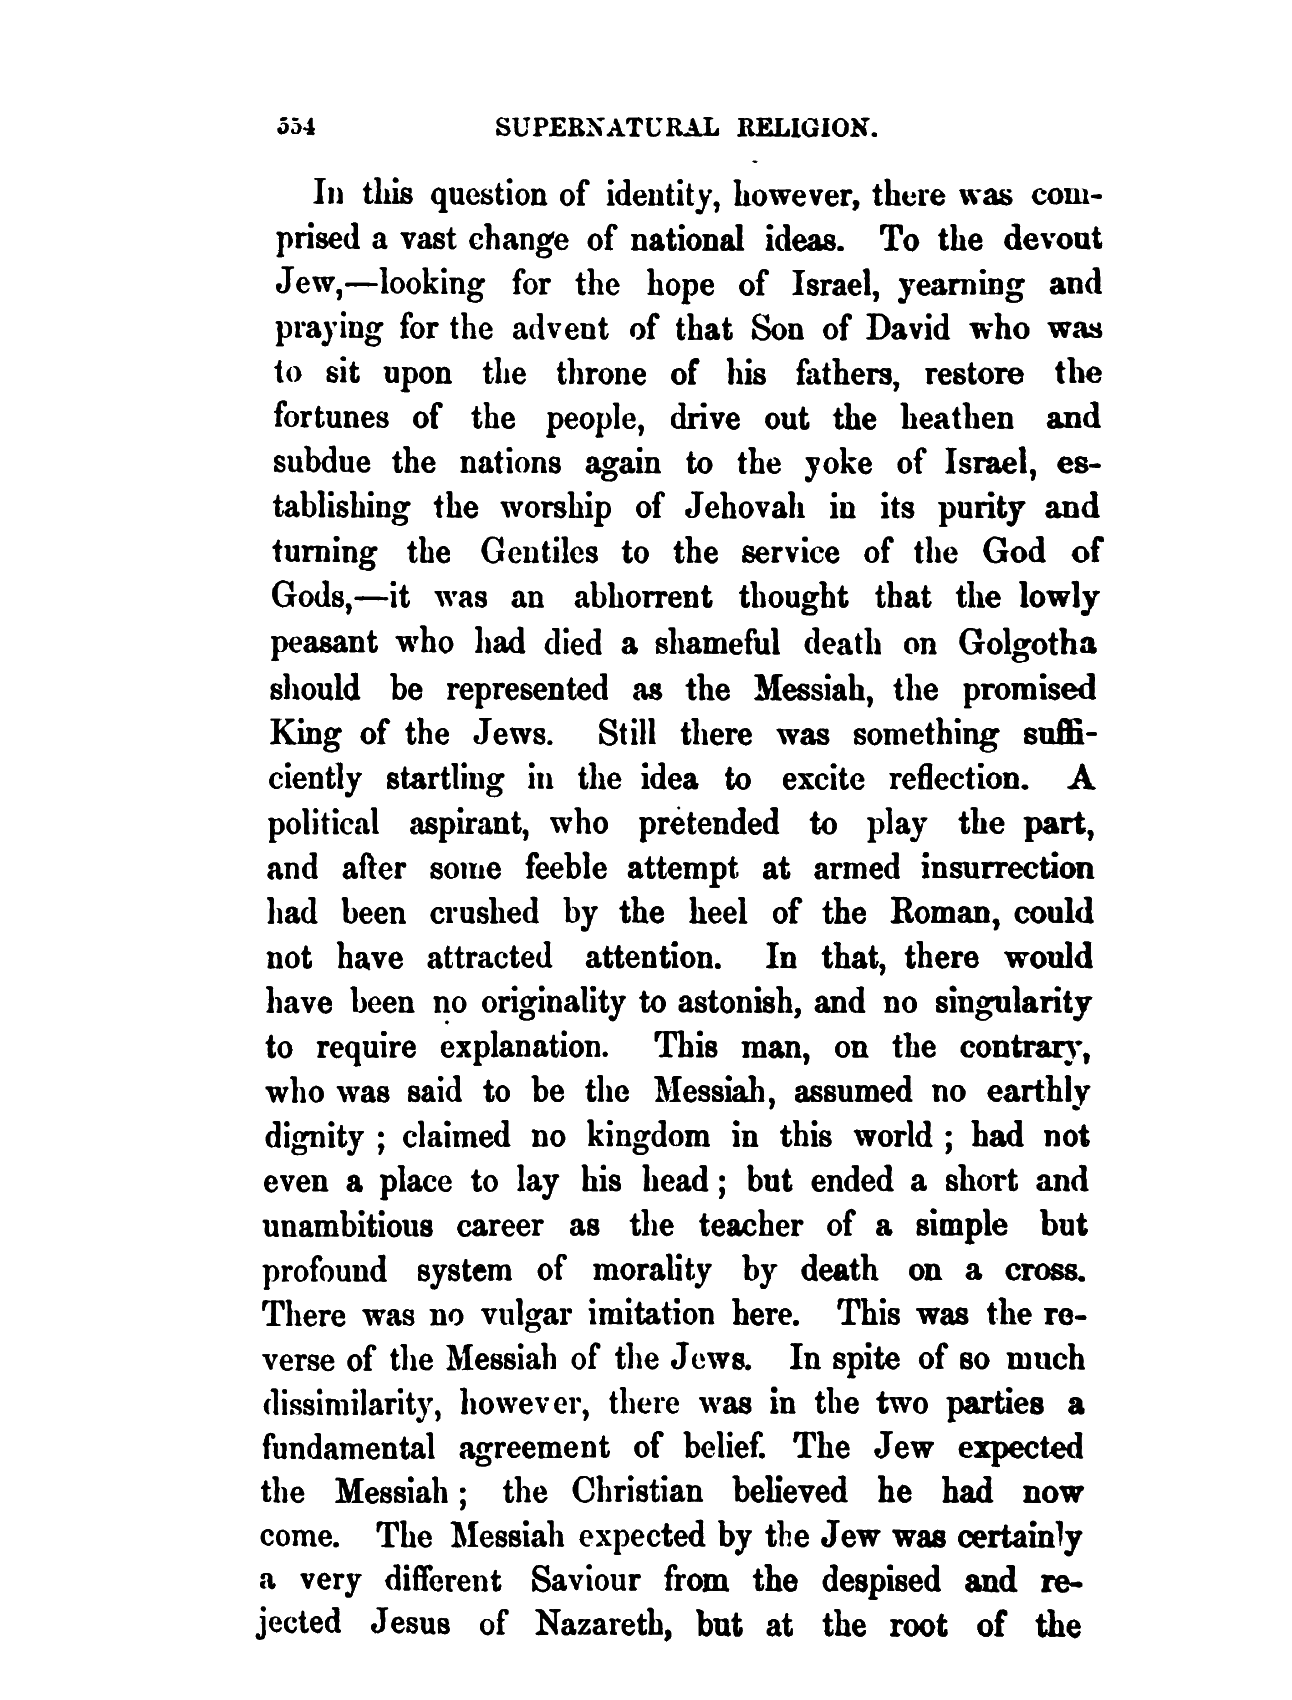 554 SUPERNATURAL RELIGION.
In this question of identity, however, there was com-
prised a vast change of national ideas. To the devout
Jew,—looking for the hope of Israel, yearning and
praying for the advent of that Son of David who was
to sit upon the throne of his fathers, restore the
fortunes of the people, drive out the heathen and
subdue the nations again to the yoke of Israel, es-
tablishing the worship of Jehovah in its purity and
turning the Gentiles to the service of the God of
Gods,—it was an abhorrent thought that the lowly
peasant who had died a shameful death on Golgotha
should be represented as the Messiah, the promised
King of the Jews. Still there was something suffi-
ciently startling in the idea to excite reflection. A
political aspirant, who pretended to play the part,
and after some feeble attempt at armed insurrection
had been crushed by the heel of the Roman, could
not have attracted attention. In that, there would
have been no originality to astonish, and no singularity
to require explanation. This man, on the contrary,
who was said to be the Messiah, assumed no earthly
dignity ; claimed no kingdom in this world ; had not
even a place to lay his head ; but ended a short and
unambitious career as the teacher of a simple but
profound system of morality by death on a cross.
There was no vulgar imitation here. This was the re-
verse of the Messiah of the Jews. In spite of so much
dissimilarity, however, there was in the two parties a
fundamental agreement of belief. The Jew expected
the Messiah ; the Christian believed he had now
come. The Messiah expected by the Jew was certainly
a very different Saviour from the despised and re-
jected Jesus of Nazareth, but at the root of the